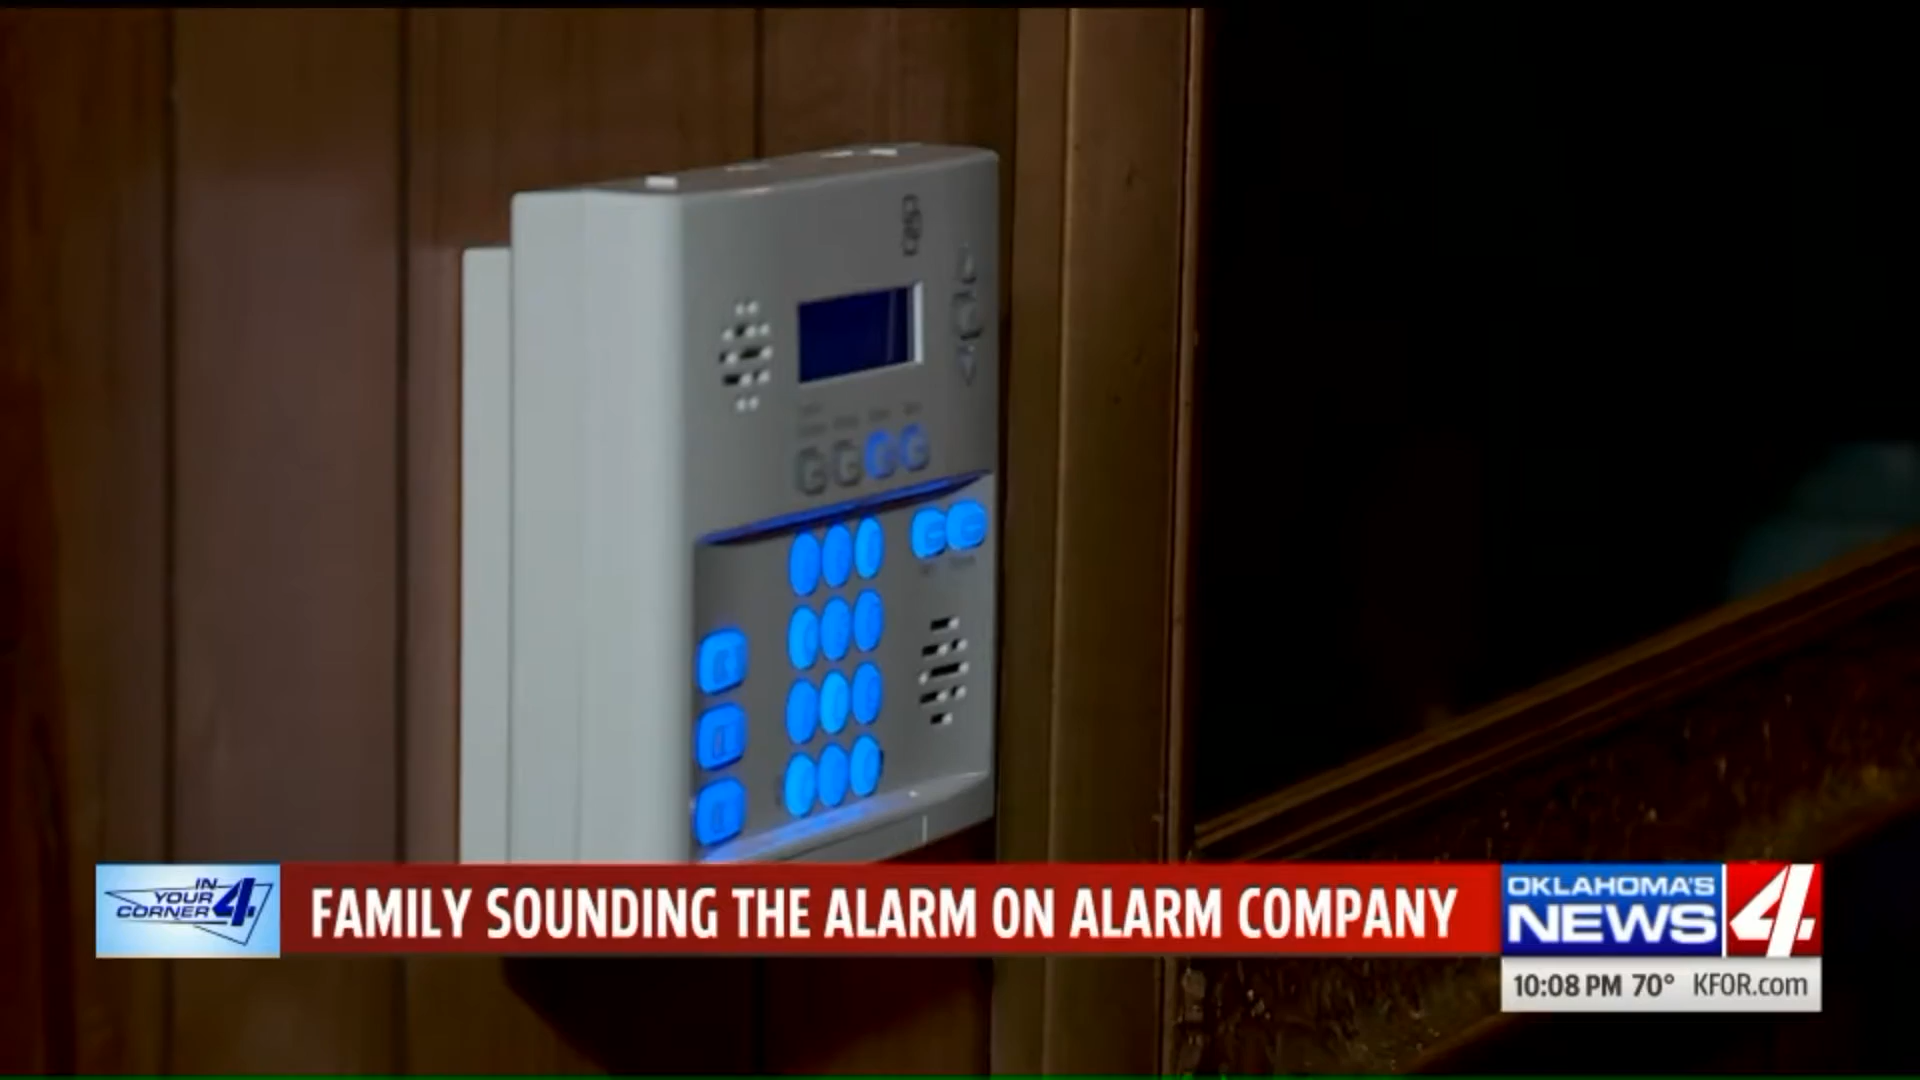 IN
YOUR
CORNER 4
FAMILY SOUNDING THE ALARM ON ALARM COMPANY
OKLAHOMA'S
NEWS 4
10:08 PM 70° KFOR.com